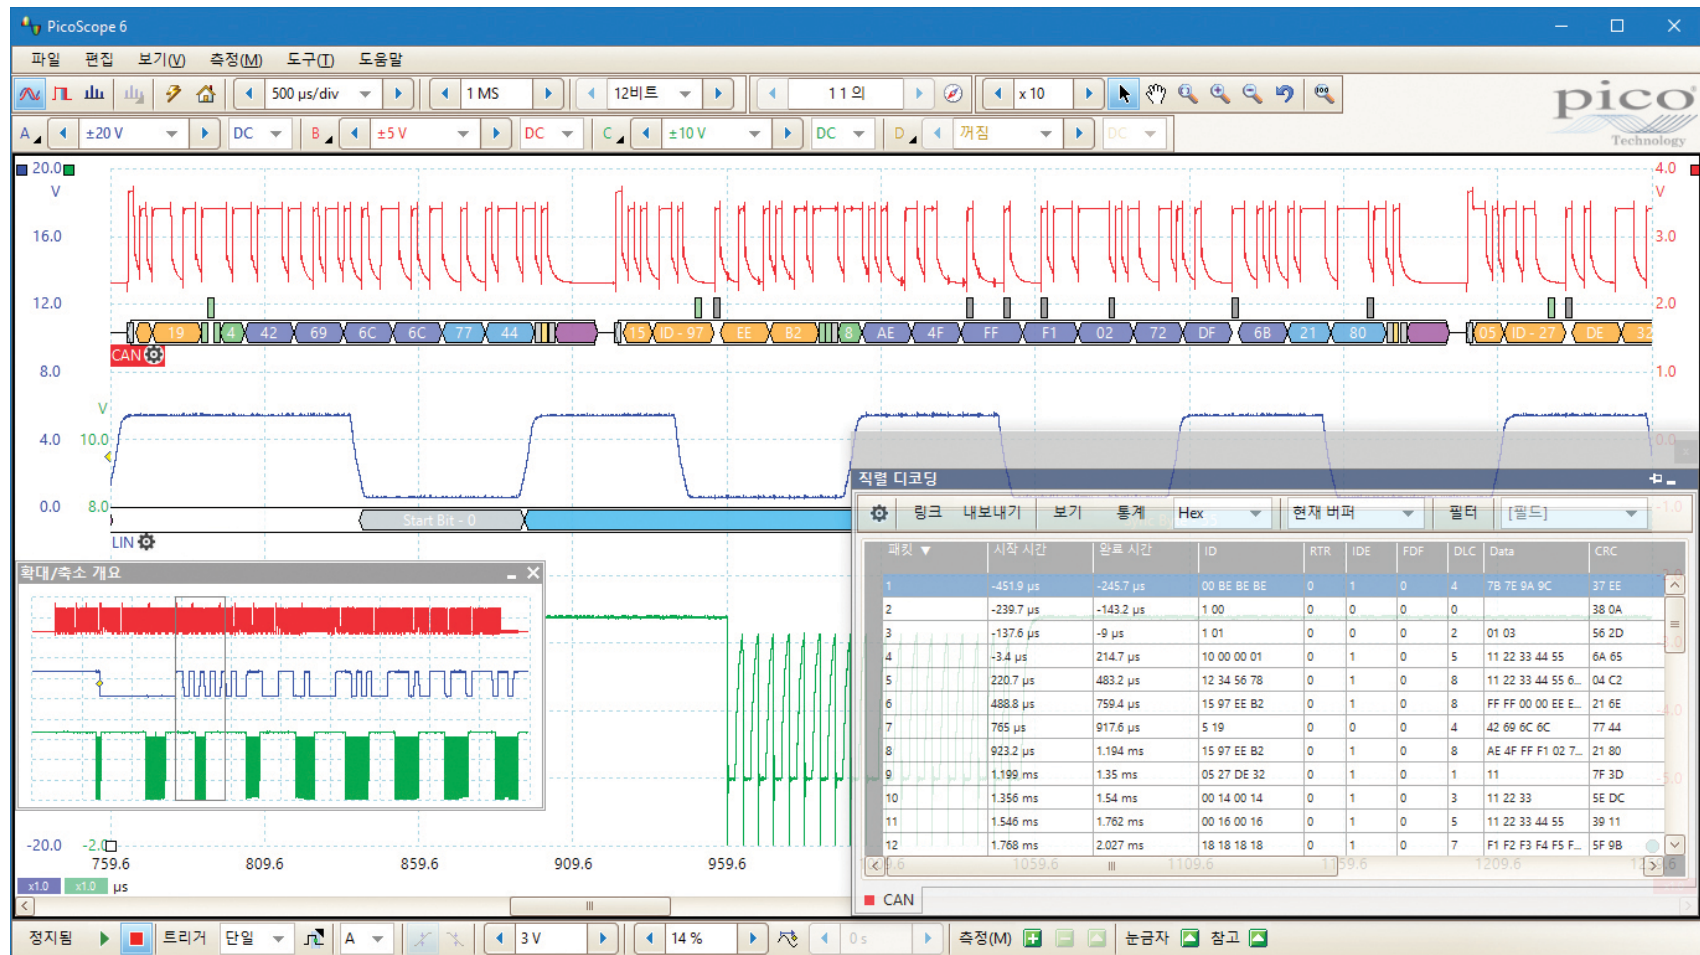 PicoScope 6
파일 편집 보기(V) 측정(M) 도구(T) 도움말
500 µs/div 1 MS 12비트 1 1 의 x 10
pico
Technology
A ±20 V DC B ±5 V DC C ±10 V DC D 꺼짐 DC
20.0 4.0
V V
16.0 3.0
12.0 2.0
19 4 42 69 6C 6C 77 44 15 ID - 97 EE B2 8 AE 4F FF F1 02 72 DF 6B 21 80 05 ID - 27 DE 32
CAN
8.0 1.0
V
4.0 10.0 0.0
0.0 8.0 -1.0
Start Bit - 0
LIN
직렬 디코딩
링크 내보내기 보기 통계 Hex 현재 버퍼 필터 [필드]
패킷 시작 시간 완료 시간 ID RTR IDE FDF DLC Data CRC
1 -451.9 µs -245.7 µs 00 BE BE BE 0 1 0 4 7B 7E 9A 9C 37 EE
2 -239.7 µs -143.2 µs 1 00 0 0 0 0 38 0A
3 -137.6 µs -9 µs 1 01 0 0 0 2 01 03 56 2D
4 -3.4 µs 214.7 µs 10 00 00 01 0 1 0 5 11 22 33 44 55 6A 65
5 220.7 µs 483.2 µs 12 34 56 78 0 1 0 8 11 22 33 44 55 6... 04 C2
6 488.8 µs 759.4 µs 15 97 EE B2 0 1 0 8 FF FF 00 00 EE E... 21 6E
7 765 µs 917.6 µs 5 19 0 0 0 4 42 69 6C 6C 77 44
8 923.2 µs 1.194 ms 15 97 EE B2 0 1 0 8 AE 4F FF F1 02 7... 21 80
9 1.199 ms 1.35 ms 05 27 DE 32 0 1 0 1 11 7F 3D
10 1.356 ms 1.54 ms 00 14 00 14 0 1 0 3 11 22 33 5E DC
11 1.546 ms 1.762 ms 00 16 00 16 0 1 0 5 11 22 33 44 55 39 11
12 1.768 ms 2.027 ms 18 18 18 18 0 1 0 7 F1 F2 F3 F4 F5 F... 5F 9B
CAN
확대/축소 개요
-2.0
-3.0
-4.0
-5.0
-20.0 -2.0
759.6 809.6 859.6 909.6 959.6 1059.6 1109.6 1159.6 1209.6 1259.6
x1.0 x1.0 µs
정지됨 트리거 단일 A 3 V 14 % 0 s 측정(M) 눈금자 참고